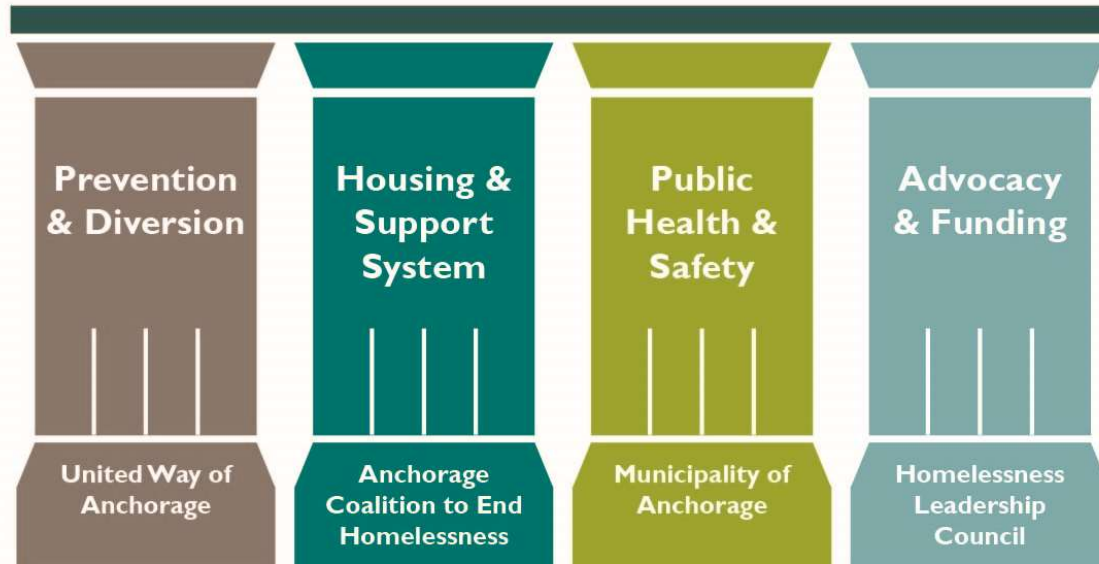 Prevention
& Diversion
Housing &
Support
System
Public
Health &
Safety
Advocacy
& Funding
United Way of
Anchorage
Anchorage
Coalition to End
Homelessness
Municipality of
Anchorage
Homelessness
Leadership
Council